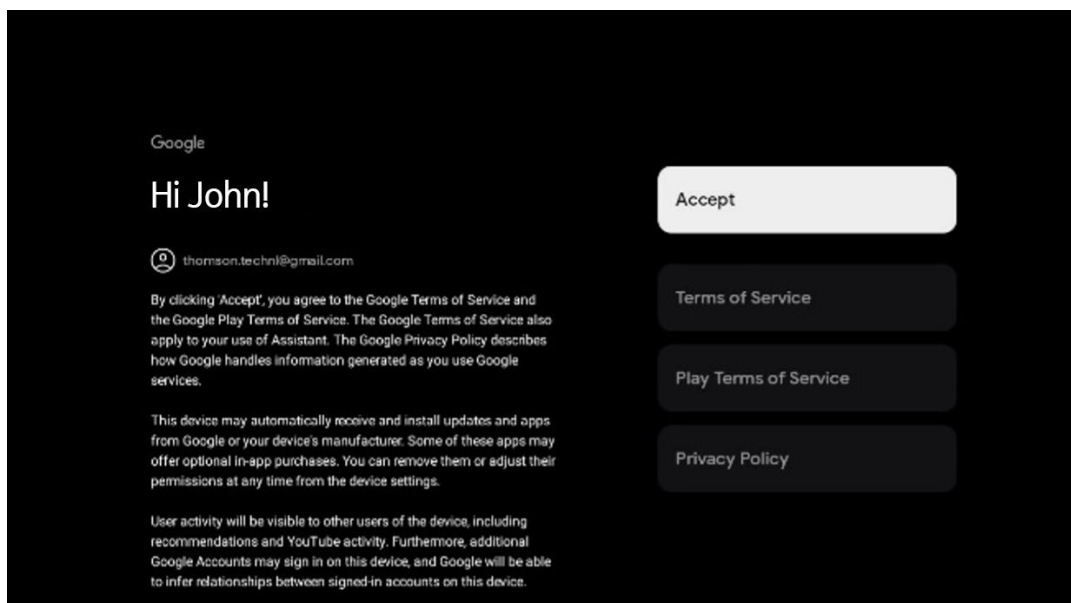 Google
Hi John!
thomson.technl@gmail.com
By clicking 'Accept', you agree to the Google Terms of Service and
the Google Play Terms of Service. The Google Terms of Service also
apply to your use of Assistant. The Google Privacy Policy describes
how Google handles information generated as you use Google
services.
This device may automatically receive and install updates and apps
from Google or your device's manufacturer. Some of these apps may
offer optional in-app purchases. You can remove them or adjust their
permissions at any time from the device settings.
User activity will be visible to other users of the device, including
recommendations and YouTube activity. Furthermore, additional
Google Accounts may sign in on this device, and Google will be able
to infer relationships between signed-in accounts on this device.
Accept
Terms of Service
Play Terms of Service
Privacy Policy